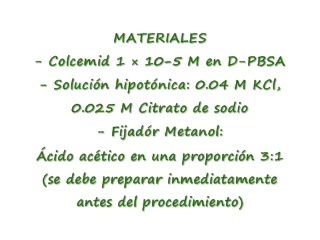 MATERIALES
- Colcemid 1 × 10-5 M en D-PBSA
- Solución hipotónica: 0.04 M KCl,
0.025 M Citrato de sodio
- Fijadór Metanol:
Ácido acético en una proporción 3:1
(se debe preparar inmediatamente
antes del procedimiento)